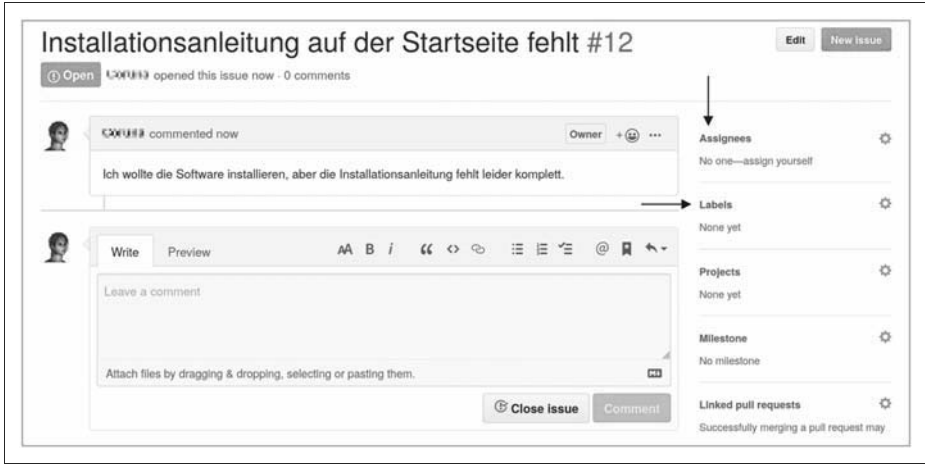 Installationsanleitung auf der Startseite fehlt #12
Edit
New issue
Open
opened this issue now · 0 comments
commented now
Owner
Ich wollte die Software installieren, aber die Installationsanleitung fehlt leider komplett.
Write
Preview
AA B i “ <> @
Leave a comment
Attach files by dragging & dropping, selecting or pasting them.
Close issue
Comment
Assignees
No one—assign yourself
Labels
None yet
Projects
None yet
Milestone
No milestone
Linked pull requests
Successfully merging a pull request may